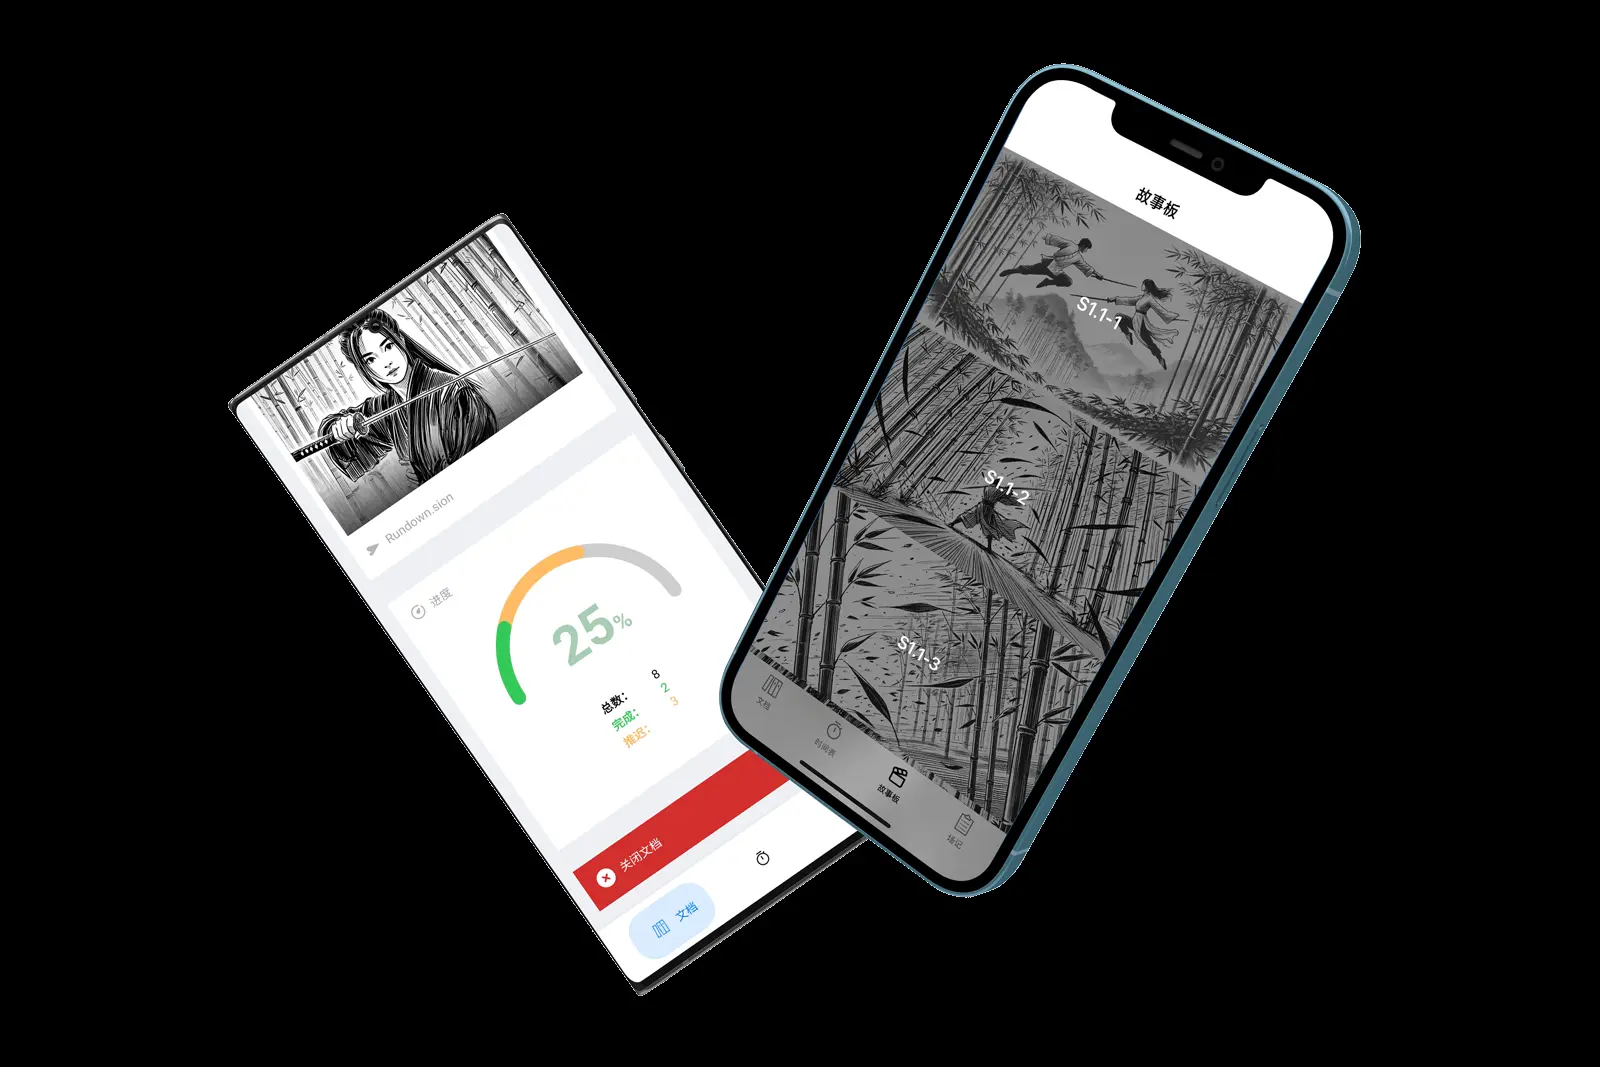 Rundown.sion
进度
25%
总数： 8
完成： 2
推迟： 3
关闭文档
文档
故事板
S1.1-1
S1.1-2
S1.1-3
文档
时间表
故事板
场记